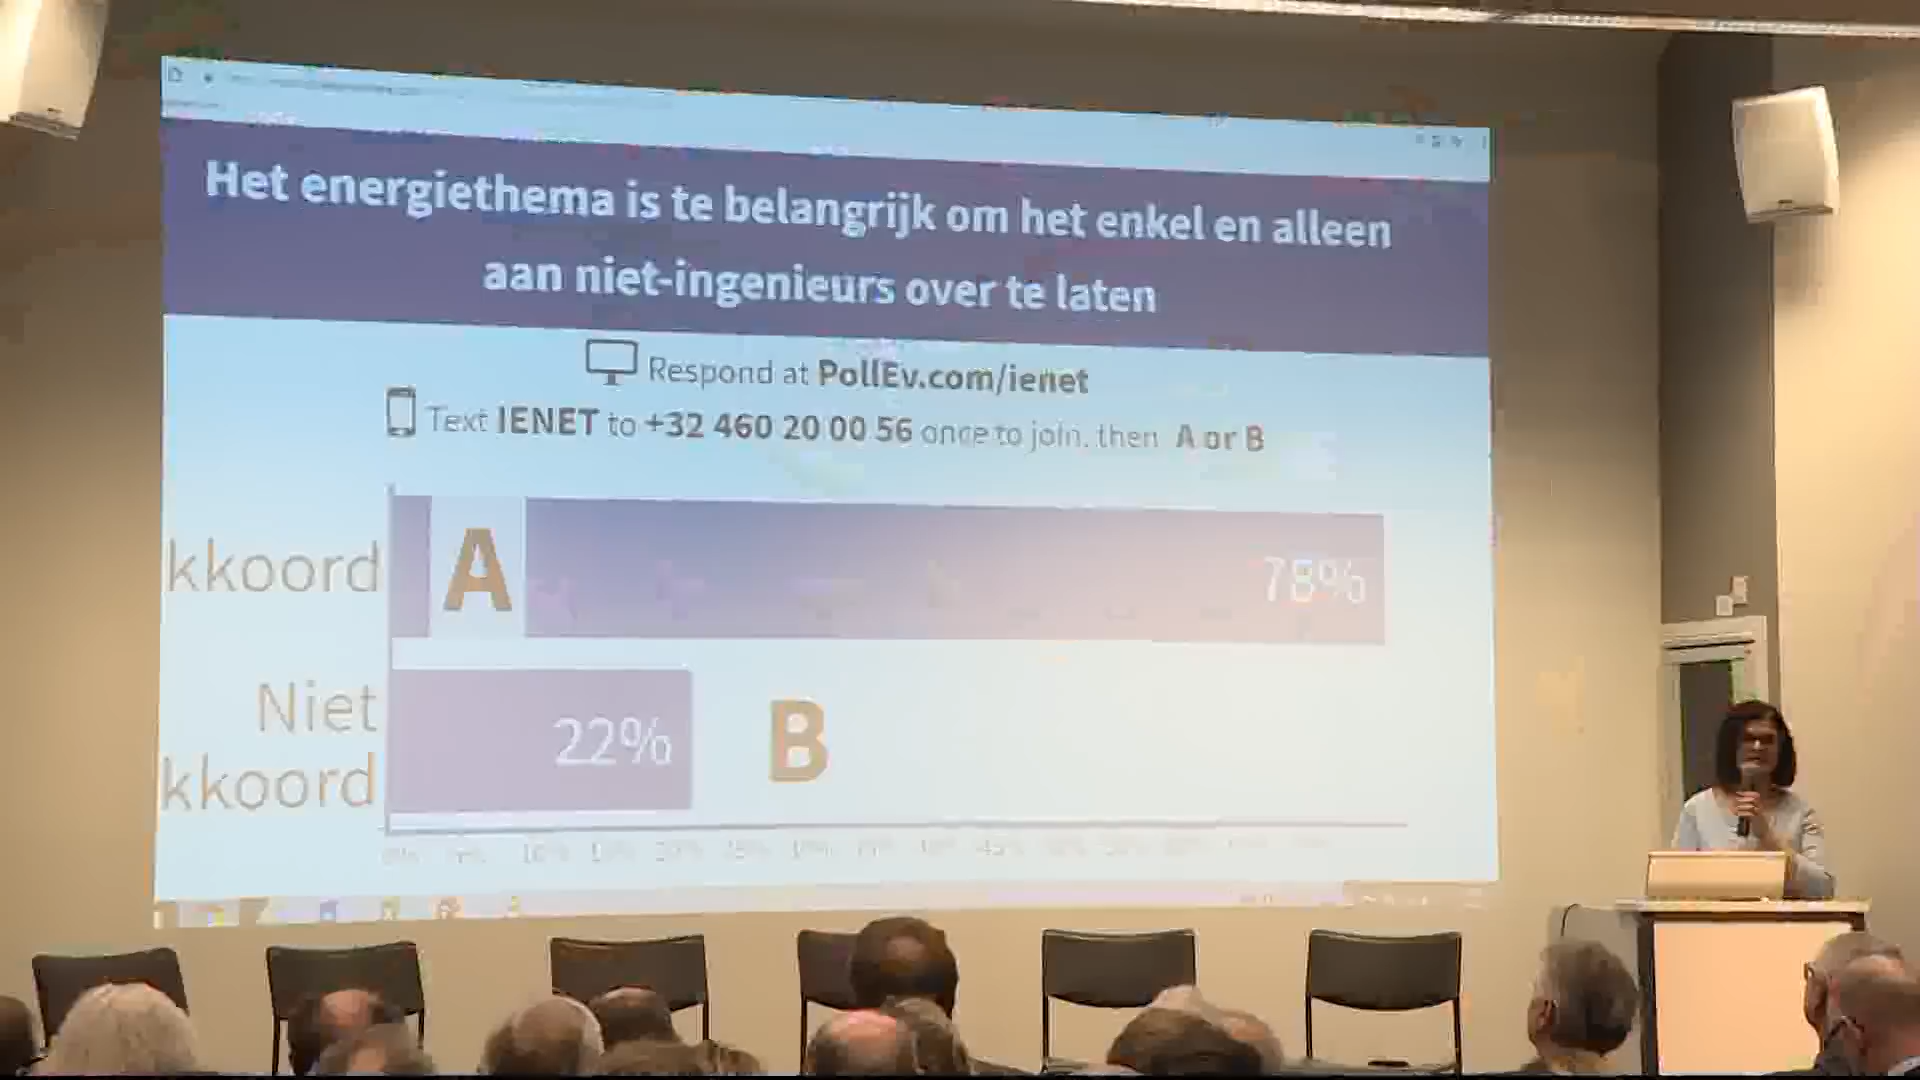 Het energiethema is te belangrijk om het enkel en alleen
aan niet-ingenieurs over te laten
Respond at PollEv.com/ienet
Text IENET to +32 460 20 00 56 once to join, then A or B
kkoord A 78%
Niet
kkoord
22% B